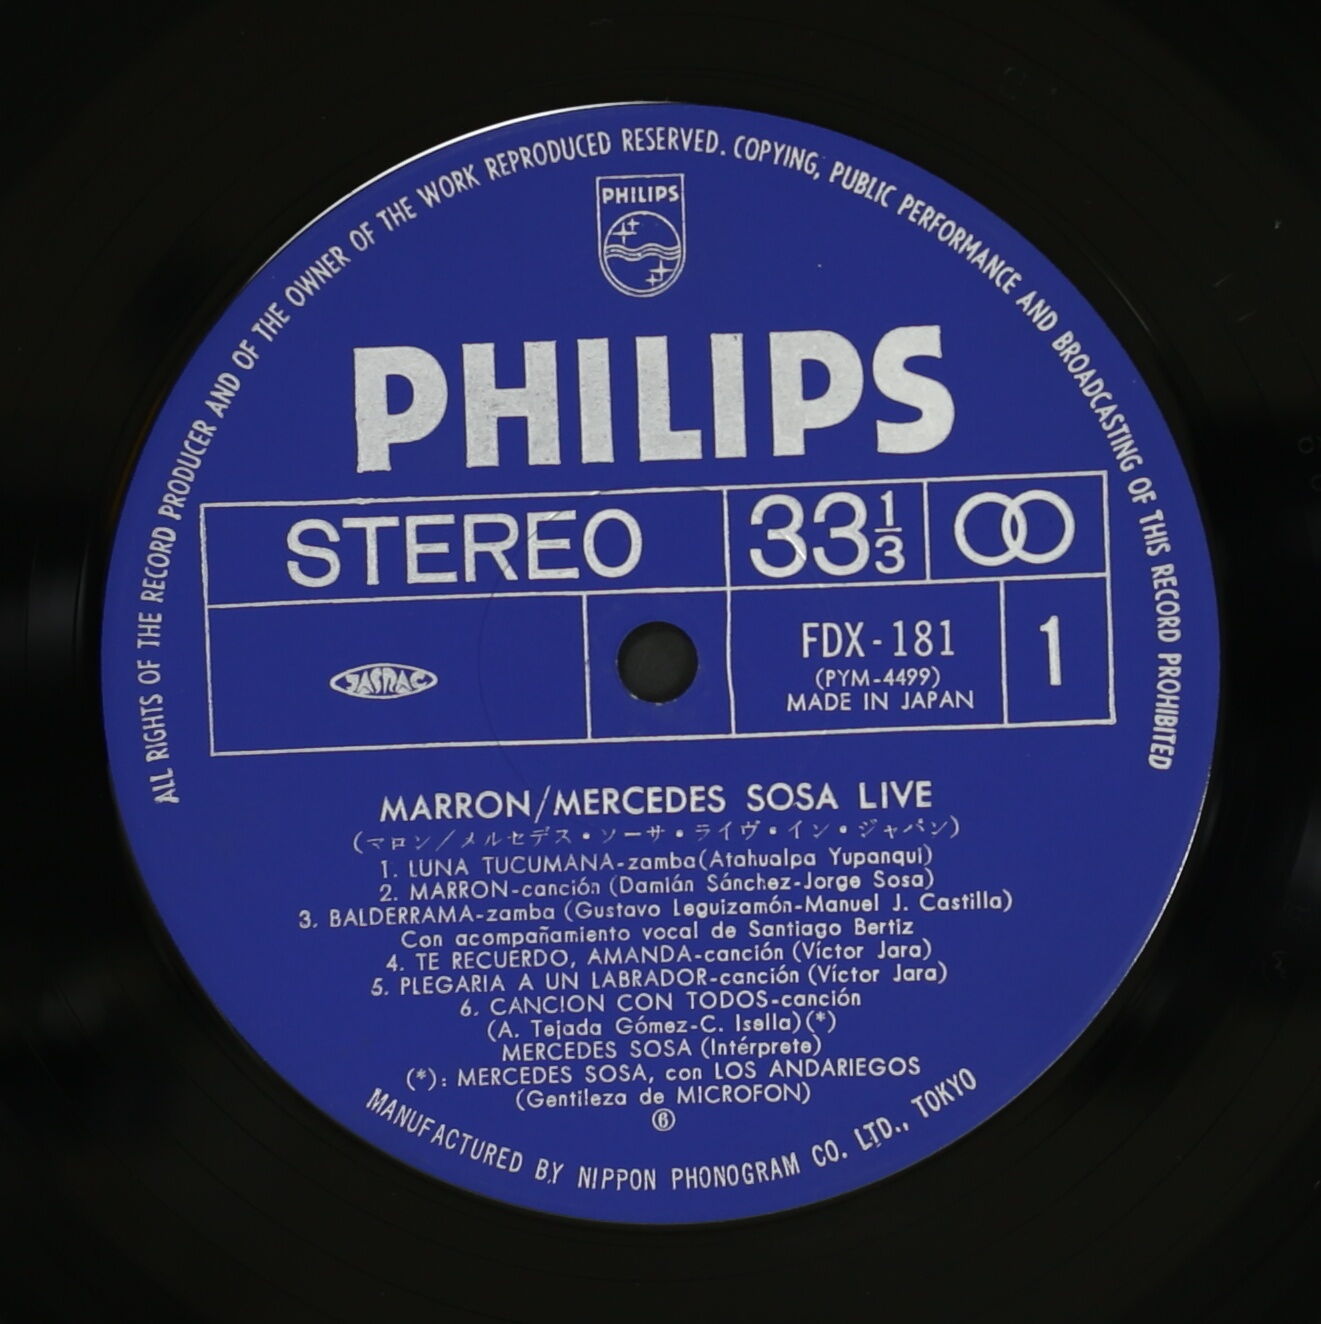 ALL RIGHTS OF THE RECORD PRODUCER AND OF THE OWNER OF THE WORK REPRODUCED RESERVED. COPYING, PUBLIC PERFORMANCE AND BROADCASTING OF THIS RECORD PROHIBITED
PHILIPS
PHILIPS
STEREO 33 1/3
JASRAC
FDX-181 1
(PYM-4499)
MADE IN JAPAN
MARRON/MERCEDES SOSA LIVE
(マロン/メルセデス・ソーサ・ライヴ・イン・ジャパン)
1. LUNA TUCUMANA-zamba(Atahualpa Yupanqui)
2. MARRON-canción (Damián Sánchez-Jorge Sosa)
3. BALDERRAMA-zamba (Gustavo Leguizamón-Manuel J. Castilla)
Con acompañamiento vocal de Santiago Bertiz
4. TE RECUERDO, AMANDA-canción (Víctor Jara)
5. PLEGARIA A UN LABRADOR-canción (Víctor Jara)
6. CANCION CON TODOS-canción
(A. Tejada Gómez-C. Isella)(*)
MERCEDES SOSA (Intérprete)
(*): MERCEDES SOSA, con LOS ANDARIEGOS
(Gentileza de MICROFON)
MANUFACTURED BY NIPPON PHONOGRAM CO. LTD., TOKYO